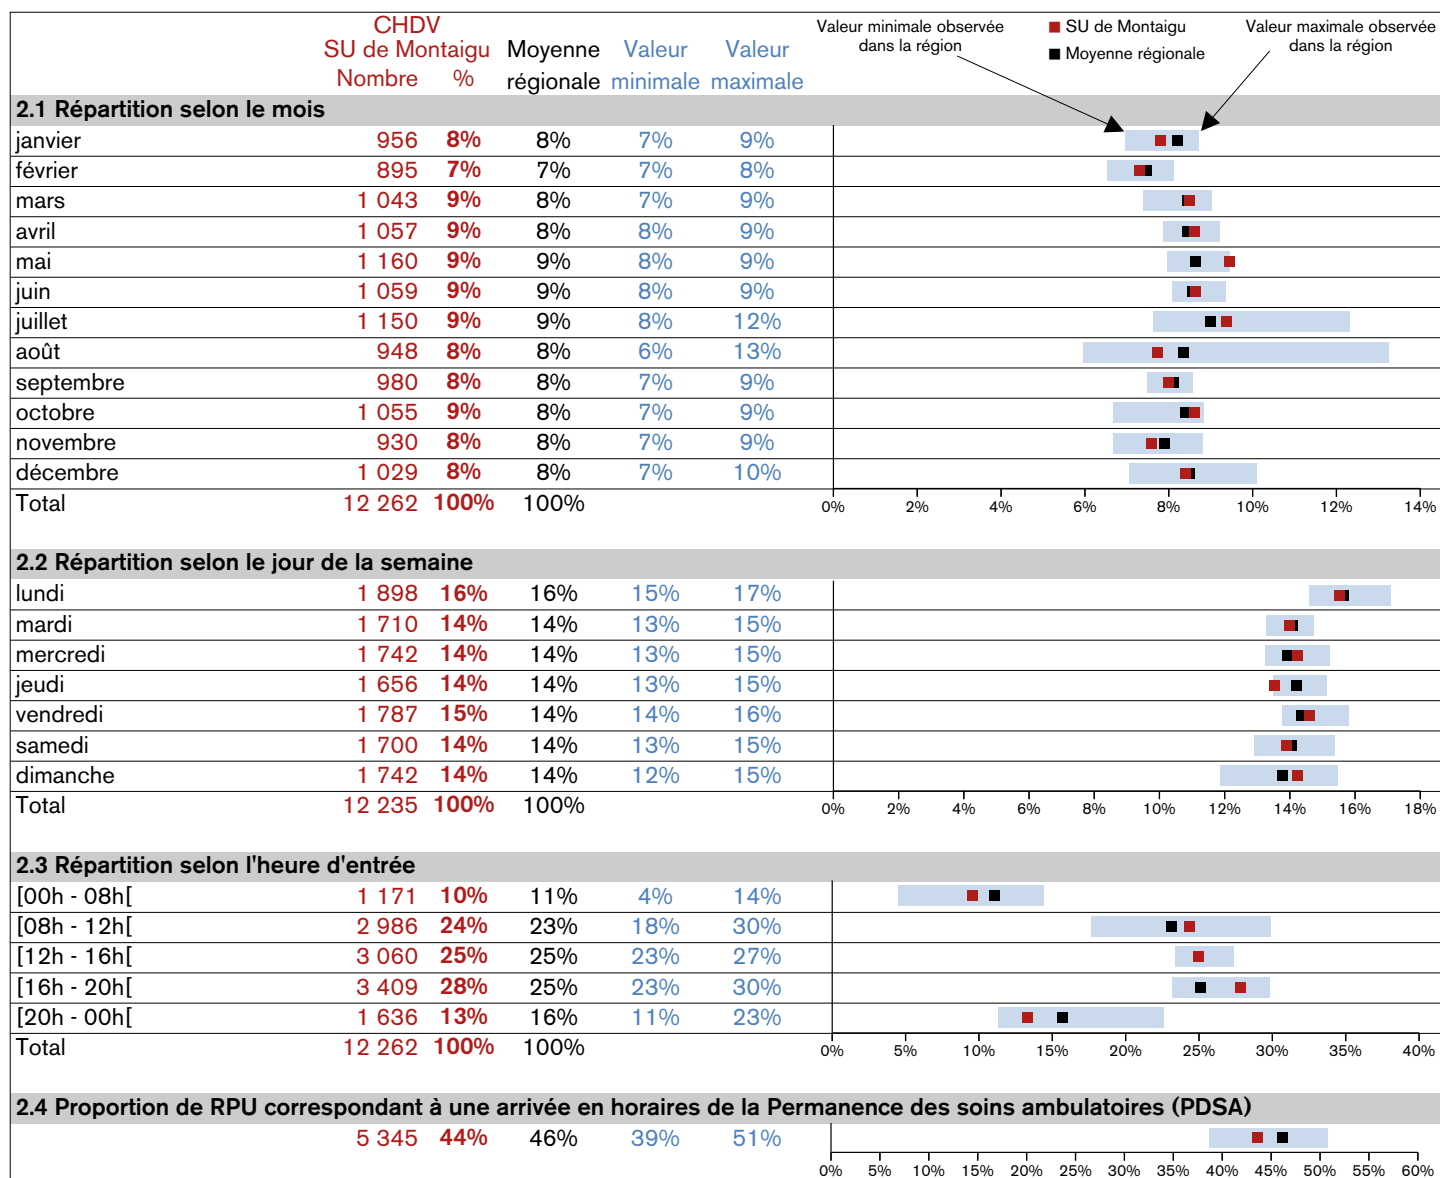 CHDV
SU de Montaigu Moyenne Valeur Valeur
Nombre % régionale minimale maximale
Valeur minimale observée
dans la région
SU de Montaigu
Moyenne régionale
Valeur maximale observée
dans la région
2.1 Répartition selon le mois
janvier 956 8% 8% 7% 9%
février 895 7% 7% 7% 8%
mars 1 043 9% 8% 7% 9%
avril 1 057 9% 8% 8% 9%
mai 1 160 9% 9% 8% 9%
juin 1 059 9% 9% 8% 9%
juillet 1 150 9% 9% 8% 12%
août 948 8% 8% 6% 13%
septembre 980 8% 8% 7% 9%
octobre 1 055 9% 8% 7% 9%
novembre 930 8% 8% 7% 9%
décembre 1 029 8% 8% 7% 10%
Total 12 262 100% 100%
0% 2% 4% 6% 8% 10% 12% 14%
2.2 Répartition selon le jour de la semaine
lundi 1 898 16% 16% 15% 17%
mardi 1 710 14% 14% 13% 15%
mercredi 1 742 14% 14% 13% 15%
jeudi 1 656 14% 14% 13% 15%
vendredi 1 787 15% 14% 14% 16%
samedi 1 700 14% 14% 13% 15%
dimanche 1 742 14% 14% 12% 15%
Total 12 235 100% 100%
0% 2% 4% 6% 8% 10% 12% 14% 16% 18%
2.3 Répartition selon l'heure d'entrée
[00h - 08h[ 1 171 10% 11% 4% 14%
[08h - 12h[ 2 986 24% 23% 18% 30%
[12h - 16h[ 3 060 25% 25% 23% 27%
[16h - 20h[ 3 409 28% 25% 23% 30%
[20h - 00h[ 1 636 13% 16% 11% 23%
Total 12 262 100% 100%
0% 5% 10% 15% 20% 25% 30% 35% 40%
2.4 Proportion de RPU correspondant à une arrivée en horaires de la Permanence des soins ambulatoires (PDSA)
5 345 44% 46% 39% 51%
0% 5% 10% 15% 20% 25% 30% 35% 40% 45% 50% 55% 60%